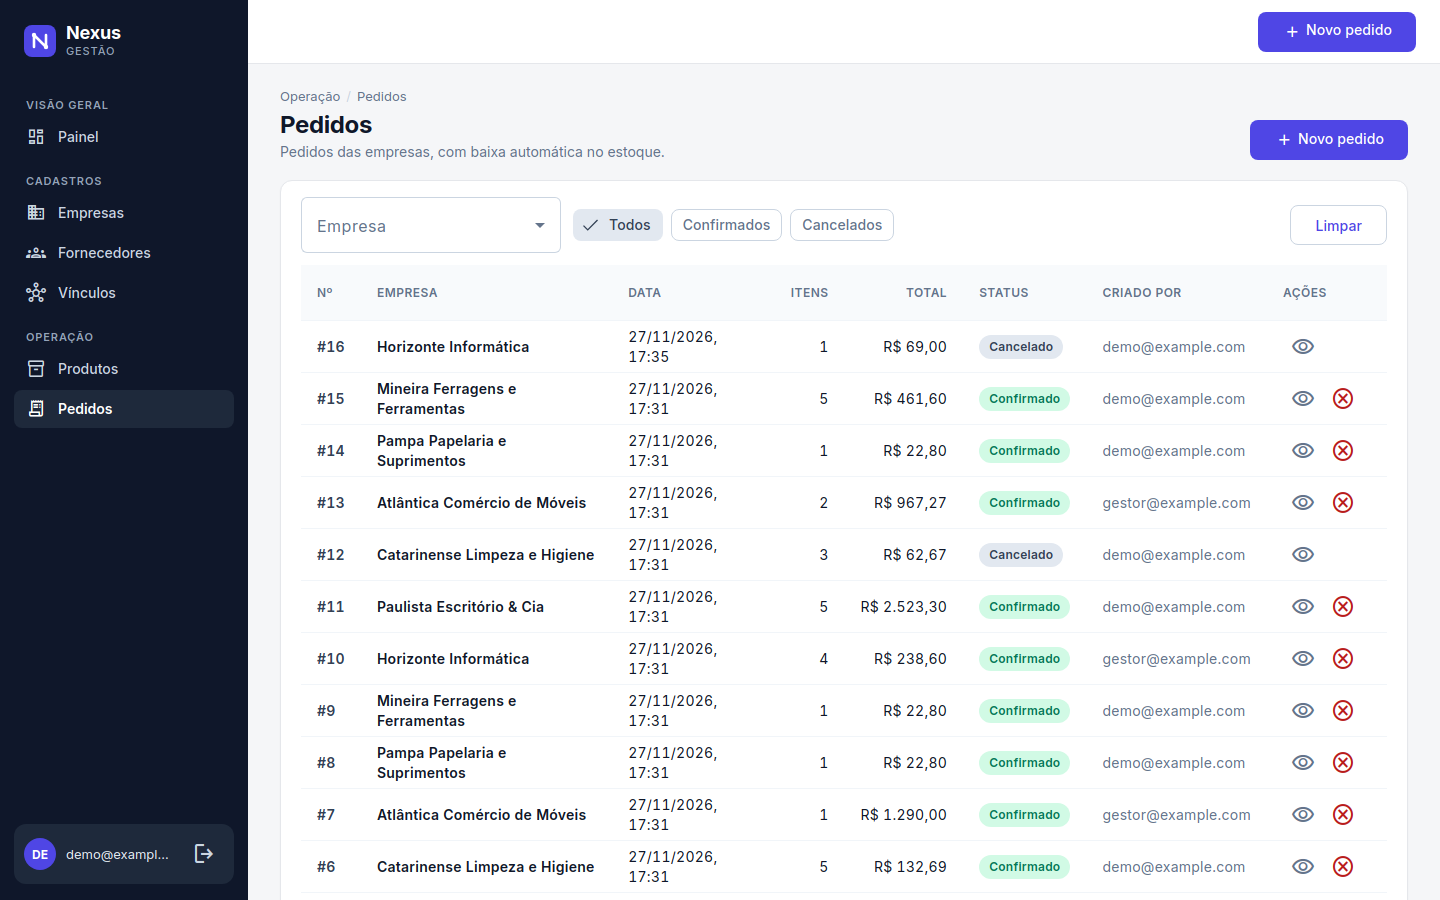 Nexus
GESTÃO
VISÃO GERAL
Painel
CADASTROS
Empresas
Fornecedores
Vínculos
OPERAÇÃO
Produtos
Pedidos
DE
demo@exampl...
Novo pedido
Operação / Pedidos
Pedidos
Pedidos das empresas, com baixa automática no estoque.
Novo pedido
Empresa
Todos
Confirmados
Cancelados
Limpar
Nº EMPRESA DATA ITENS TOTAL STATUS CRIADO POR AÇÕES
#16 Horizonte Informática 27/11/2026, 17:35 1 R$ 69,00 Cancelado demo@example.com
#15 Mineira Ferragens e Ferramentas 27/11/2026, 17:31 5 R$ 461,60 Confirmado demo@example.com
#14 Pampa Papelaria e Suprimentos 27/11/2026, 17:31 1 R$ 22,80 Confirmado demo@example.com
#13 Atlântica Comércio de Móveis 27/11/2026, 17:31 2 R$ 967,27 Confirmado gestor@example.com
#12 Catarinense Limpeza e Higiene 27/11/2026, 17:31 3 R$ 62,67 Cancelado demo@example.com
#11 Paulista Escritório & Cia 27/11/2026, 17:31 5 R$ 2.523,30 Confirmado demo@example.com
#10 Horizonte Informática 27/11/2026, 17:31 4 R$ 238,60 Confirmado gestor@example.com
#9 Mineira Ferragens e Ferramentas 27/11/2026, 17:31 1 R$ 22,80 Confirmado demo@example.com
#8 Pampa Papelaria e Suprimentos 27/11/2026, 17:31 1 R$ 22,80 Confirmado demo@example.com
#7 Atlântica Comércio de Móveis 27/11/2026, 17:31 1 R$ 1.290,00 Confirmado gestor@example.com
#6 Catarinense Limpeza e Higiene 27/11/2026, 17:31 5 R$ 132,69 Confirmado demo@example.com